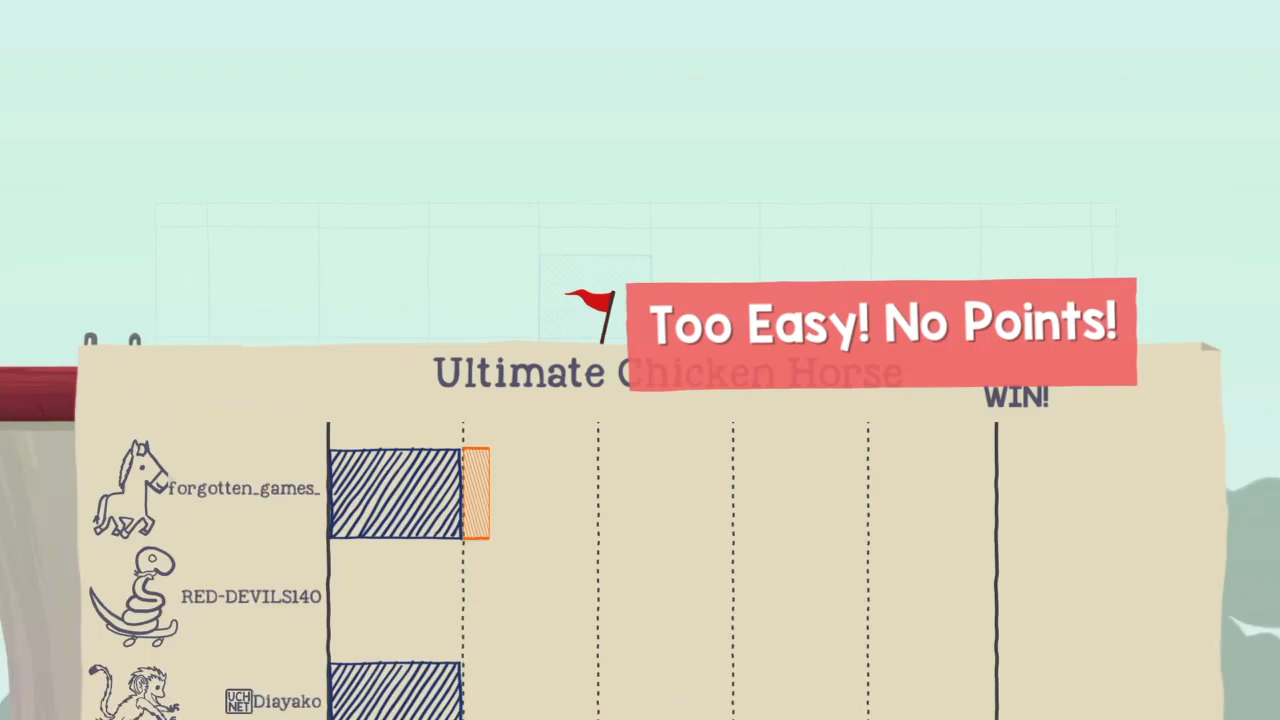 Too Easy! No Points!
Ultimate Chicken Horse
WIN!
forgotten_games_
RED-DEVILS140
UCH
NET
Diayako